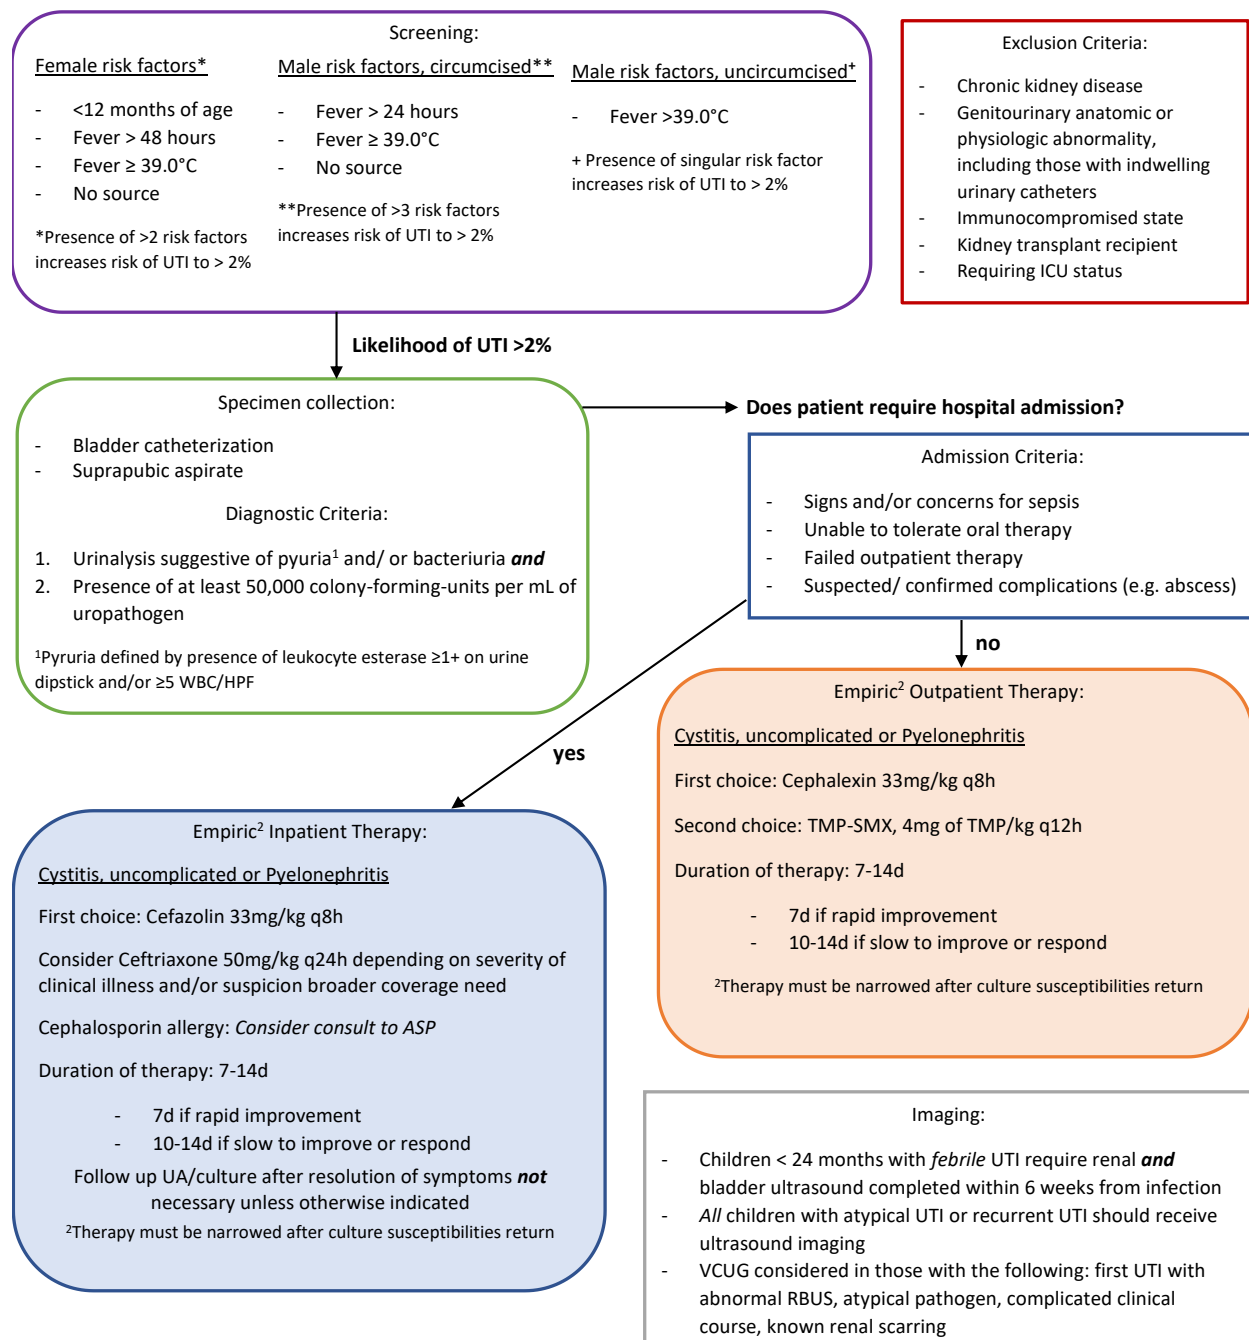 Screening:
Female risk factors*
- <12 months of age
- Fever > 48 hours
- Fever ≥ 39.0°C
- No source
*Presence of >2 risk factors
increases risk of UTI to > 2%
Male risk factors, circumcised**
- Fever > 24 hours
- Fever ≥ 39.0°C
- No source
**Presence of >3 risk factors
increases risk of UTI to > 2%
Male risk factors, uncircumcised⁺
- Fever >39.0°C
+ Presence of singular risk factor
increases risk of UTI to > 2%
Exclusion Criteria:
- Chronic kidney disease
- Genitourinary anatomic or
physiologic abnormality,
including those with indwelling
urinary catheters
- Immunocompromised state
- Kidney transplant recipient
- Requiring ICU status
Likelihood of UTI >2%
Specimen collection:
- Bladder catheterization
- Suprapubic aspirate
Diagnostic Criteria:
1. Urinalysis suggestive of pyuria¹ and/ or bacteriuria and
2. Presence of at least 50,000 colony-forming-units per mL of
uropathogen
¹Pyruria defined by presence of leukocyte esterase ≥1+ on urine
dipstick and/or ≥5 WBC/HPF
Does patient require hospital admission?
Admission Criteria:
- Signs and/or concerns for sepsis
- Unable to tolerate oral therapy
- Failed outpatient therapy
- Suspected/ confirmed complications (e.g. abscess)
no
yes
Empiric² Outpatient Therapy:
Cystitis, uncomplicated or Pyelonephritis
First choice: Cephalexin 33mg/kg q8h
Second choice: TMP-SMX, 4mg of TMP/kg q12h
Duration of therapy: 7-14d
- 7d if rapid improvement
- 10-14d if slow to improve or respond
²Therapy must be narrowed after culture susceptibilities return
Empiric² Inpatient Therapy:
Cystitis, uncomplicated or Pyelonephritis
First choice: Cefazolin 33mg/kg q8h
Consider Ceftriaxone 50mg/kg q24h depending on severity of
clinical illness and/or suspicion broader coverage need
Cephalosporin allergy: Consider consult to ASP
Duration of therapy: 7-14d
- 7d if rapid improvement
- 10-14d if slow to improve or respond
Follow up UA/culture after resolution of symptoms not
necessary unless otherwise indicated
²Therapy must be narrowed after culture susceptibilities return
Imaging:
- Children < 24 months with febrile UTI require renal and
bladder ultrasound completed within 6 weeks from infection
- All children with atypical UTI or recurrent UTI should receive
ultrasound imaging
- VCUG considered in those with the following: first UTI with
abnormal RBUS, atypical pathogen, complicated clinical
course, known renal scarring